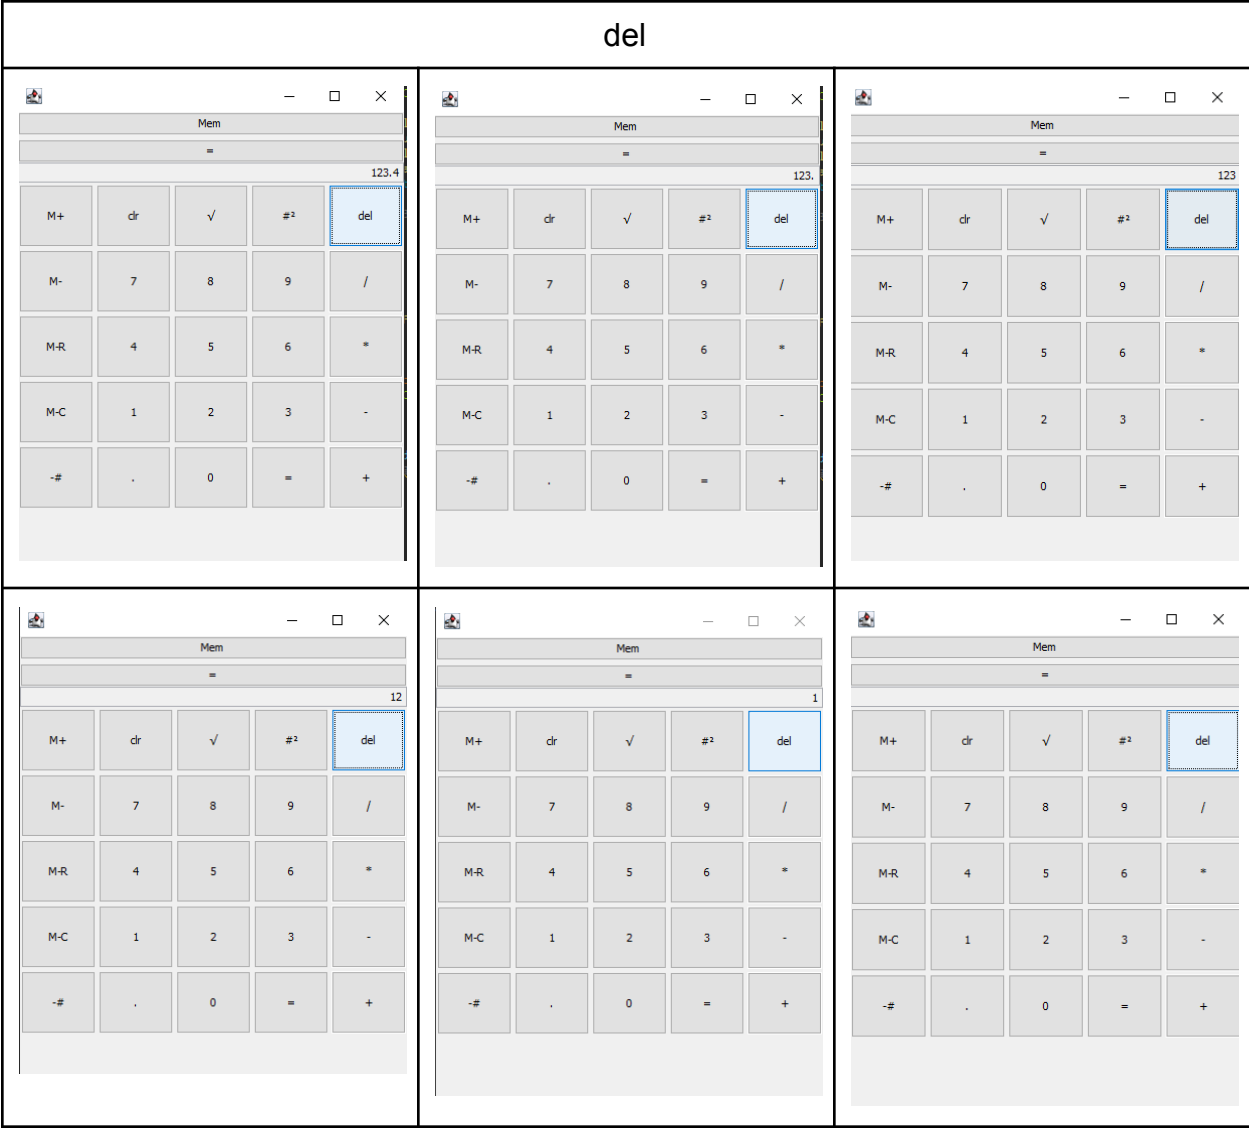 del
Mem
=
123.4
M+ clr √ #² del
M- 7 8 9 /
M-R 4 5 6 *
M-C 1 2 3 -
-# . 0 = +
Mem
=
123.
M+ clr √ #² del
M- 7 8 9 /
M-R 4 5 6 *
M-C 1 2 3 -
-# . 0 = +
Mem
=
123
M+ clr √ #² del
M- 7 8 9 /
M-R 4 5 6 *
M-C 1 2 3 -
-# . 0 = +
Mem
=
12
M+ clr √ #² del
M- 7 8 9 /
M-R 4 5 6 *
M-C 1 2 3 -
-# . 0 = +
Mem
=
1
M+ clr √ #² del
M- 7 8 9 /
M-R 4 5 6 *
M-C 1 2 3 -
-# . 0 = +
Mem
=
M+ clr √ #² del
M- 7 8 9 /
M-R 4 5 6 *
M-C 1 2 3 -
-# . 0 = +